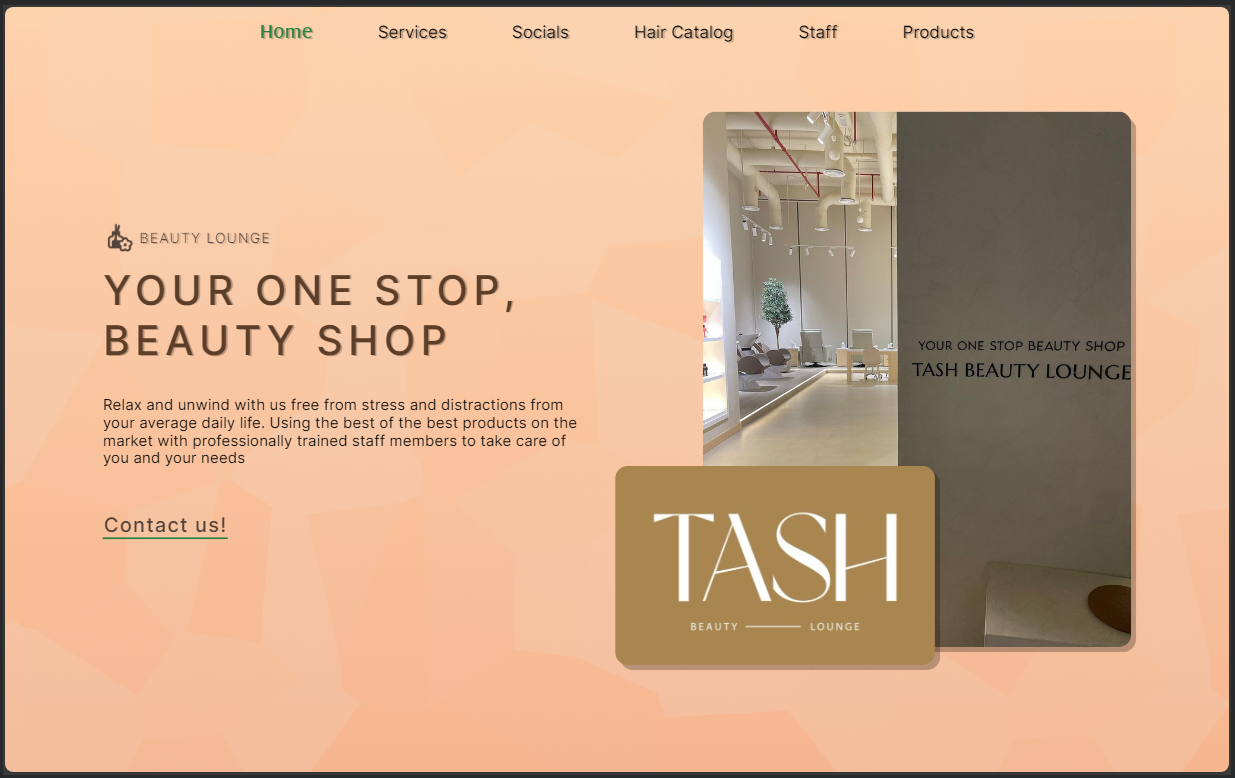 Home Services Socials Hair Catalog Staff Products
BEAUTY LOUNGE
YOUR ONE STOP,
BEAUTY SHOP
Relax and unwind with us free from stress and distractions from
your average daily life. Using the best of the best products on the
market with professionally trained staff members to take care of
you and your needs
Contact us!
YOUR ONE STOP BEAUTY SHOP
TASH BEAUTY LOUNGE
TASH
BEAUTY LOUNGE